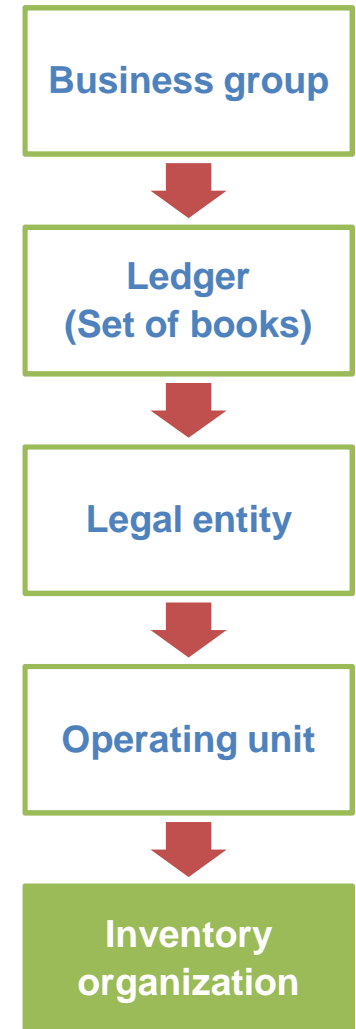 Business group
Ledger
(Set of books)
Legal entity
Operating unit
Inventory
organization